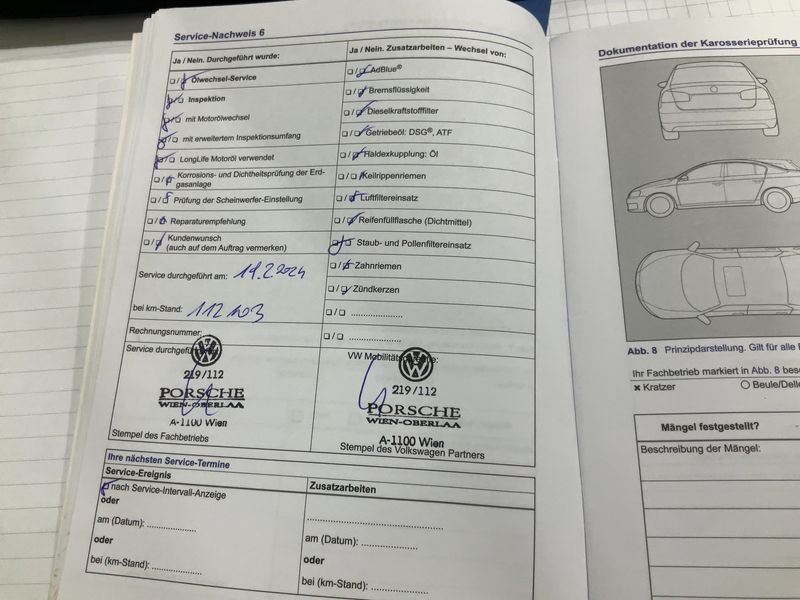 Service-Nachweis 6
Ja / Nein. Durchgeführt wurde:
Ölwechsel-Service
Inspektion
mit Motorölwechsel
mit erweitertem Inspektionsumfang
LongLife Motoröl verwendet
Korrosions- und Dichtheitsprüfung der Erd-
gasanlage
Prüfung der Scheinwerfer-Einstellung
Reparaturempfehlung
Kundenwunsch
(auch auf dem Auftrag vermerken)
Service durchgeführt am: 19.2.2024
bei km-Stand:
Rechnungsnummer:
Service durchgeführt
219/112
PORSCHE
WIEN-OBERLAA
A-1100 Wien
Stempel des Fachbetriebs
Ja / Nein. Zusatzarbeiten – Wechsel von:
AdBlue®
Bremsflüssigkeit
Dieselkraftstofffilter
Getriebeöl: DSG®, ATF
Haldexkupplung: Öl
Keilrippenriemen
Luftfiltereinsatz
Reifenfüllflasche (Dichtmittel)
Staub- und Pollenfiltereinsatz
Zahnriemen
Zündkerzen
VW
219/112
PORSCHE
WIEN-OBERLAA
A-1100 Wien
Stempel des Volkswagen Partners
Ihre nächsten Service-Termine
Service-Ereignis
nach Service-Intervall-Anzeige
oder
am (Datum): ..............
oder
bei (km-Stand): ..............
Zusatzarbeiten
am (Datum): ..............
oder
bei (km-Stand): ..............
Dokumentation der Karosserieprüfung
Abb. 8 Prinzipdarstellung. Gilt für alle
Ihr Fachbetrieb markiert in Abb. 8
Kratzer
Beule/Delle
Mängel festgestellt?
Beschreibung der Mängel: